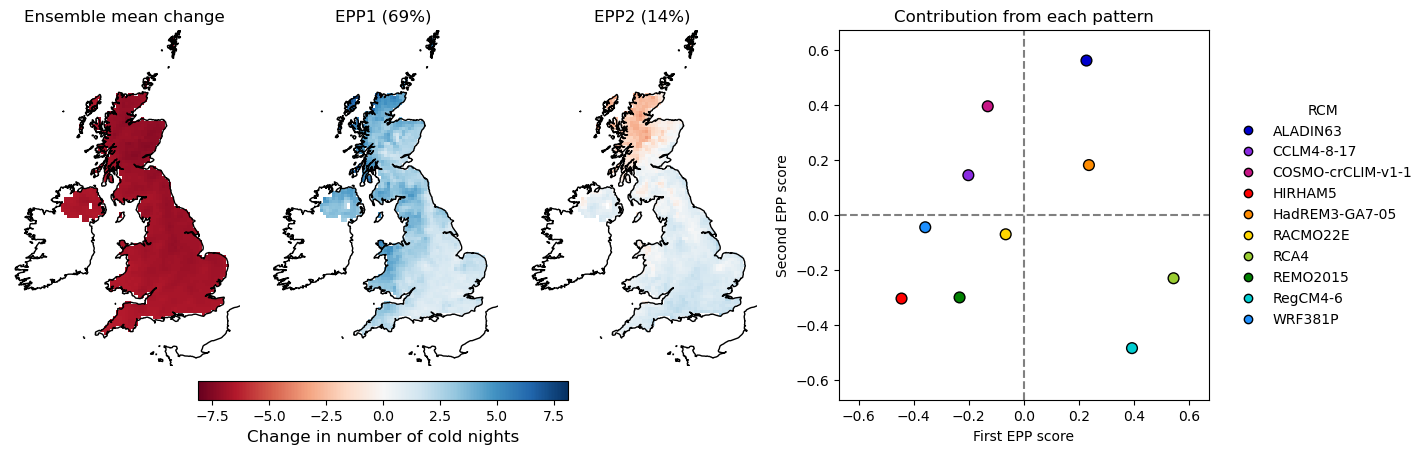 Ensemble mean change
EPP1 (69%)
EPP2 (14%)
−7.5 −5.0 −2.5 0.0 2.5 5.0 7.5
Change in number of cold nights
Contribution from each pattern
Second EPP score
0.6
0.4
0.2
0.0
−0.2
−0.4
−0.6
−0.6 −0.4 −0.2 0.0 0.2 0.4 0.6
First EPP score
RCM
ALADIN63
CCLM4-8-17
COSMO-crCLIM-v1-1
HIRHAM5
HadREM3-GA7-05
RACMO22E
RCA4
REMO2015
RegCM4-6
WRF381P